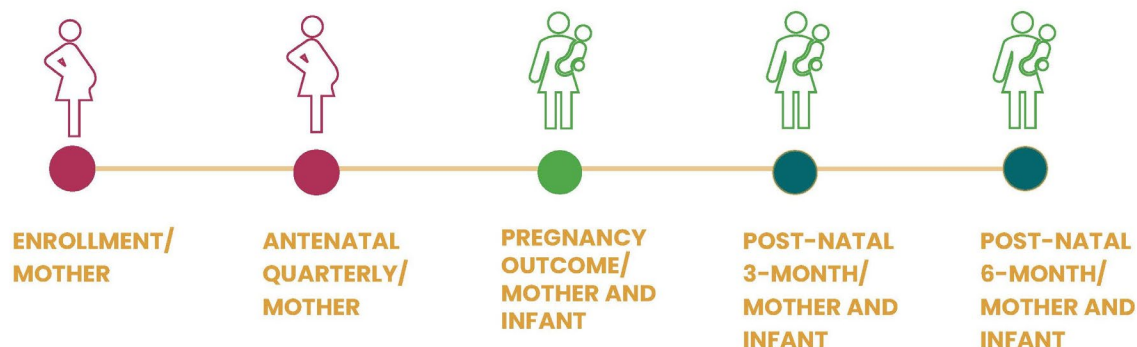 ENROLLMENT/
MOTHER
ANTENATAL
QUARTERLY/
MOTHER
PREGNANCY
OUTCOME/
MOTHER AND
INFANT
POST-NATAL
3-MONTH/
MOTHER AND
INFANT
POST-NATAL
6-MONTH/
MOTHER AND
INFANT